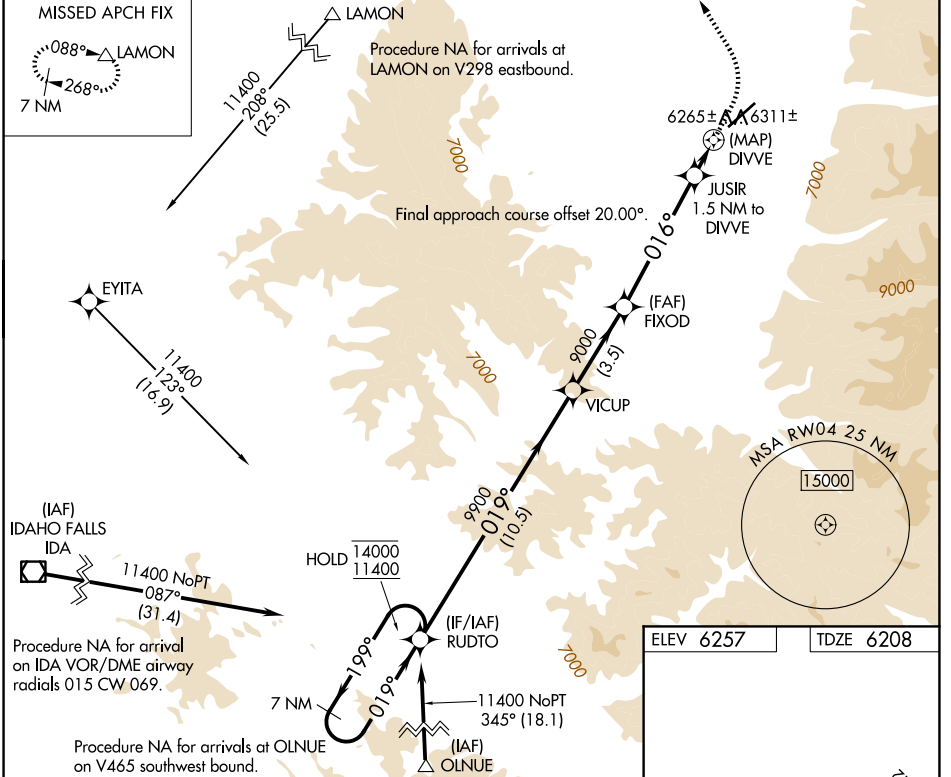 MISSED APCH FIX
088°
LAMON
268°
7 NM
LAMON
Procedure NA for arrivals at
LAMON on V298 eastbound.
11400
208°
(25.5)
7000
6265± 6311±
(MAP)
DIVVE
JUSIR
1.5 NM to
DIVVE
7000
Final approach course offset 20.00°.
016°
9000
EYITA
11400
123°
(16.9)
(FAF)
FIXOD
9000
(3.5)
7000
VICUP
MSA RW04 25 NM
15000
9900
019°
(10.5)
(IAF)
IDAHO FALLS
IDA
11400 NoPT
087°
(31.4)
HOLD 14000
11400
(IF/IAF)
RUDTO
199°
019°
7 NM
7000
Procedure NA for arrival
on IDA VOR/DME airway
radials 015 CW 069.
11400 NoPT
345° (18.1)
(IAF)
OLNUE
Procedure NA for arrivals at OLNUE
on V465 southwest bound.
ELEV 6257
TDZE 6208